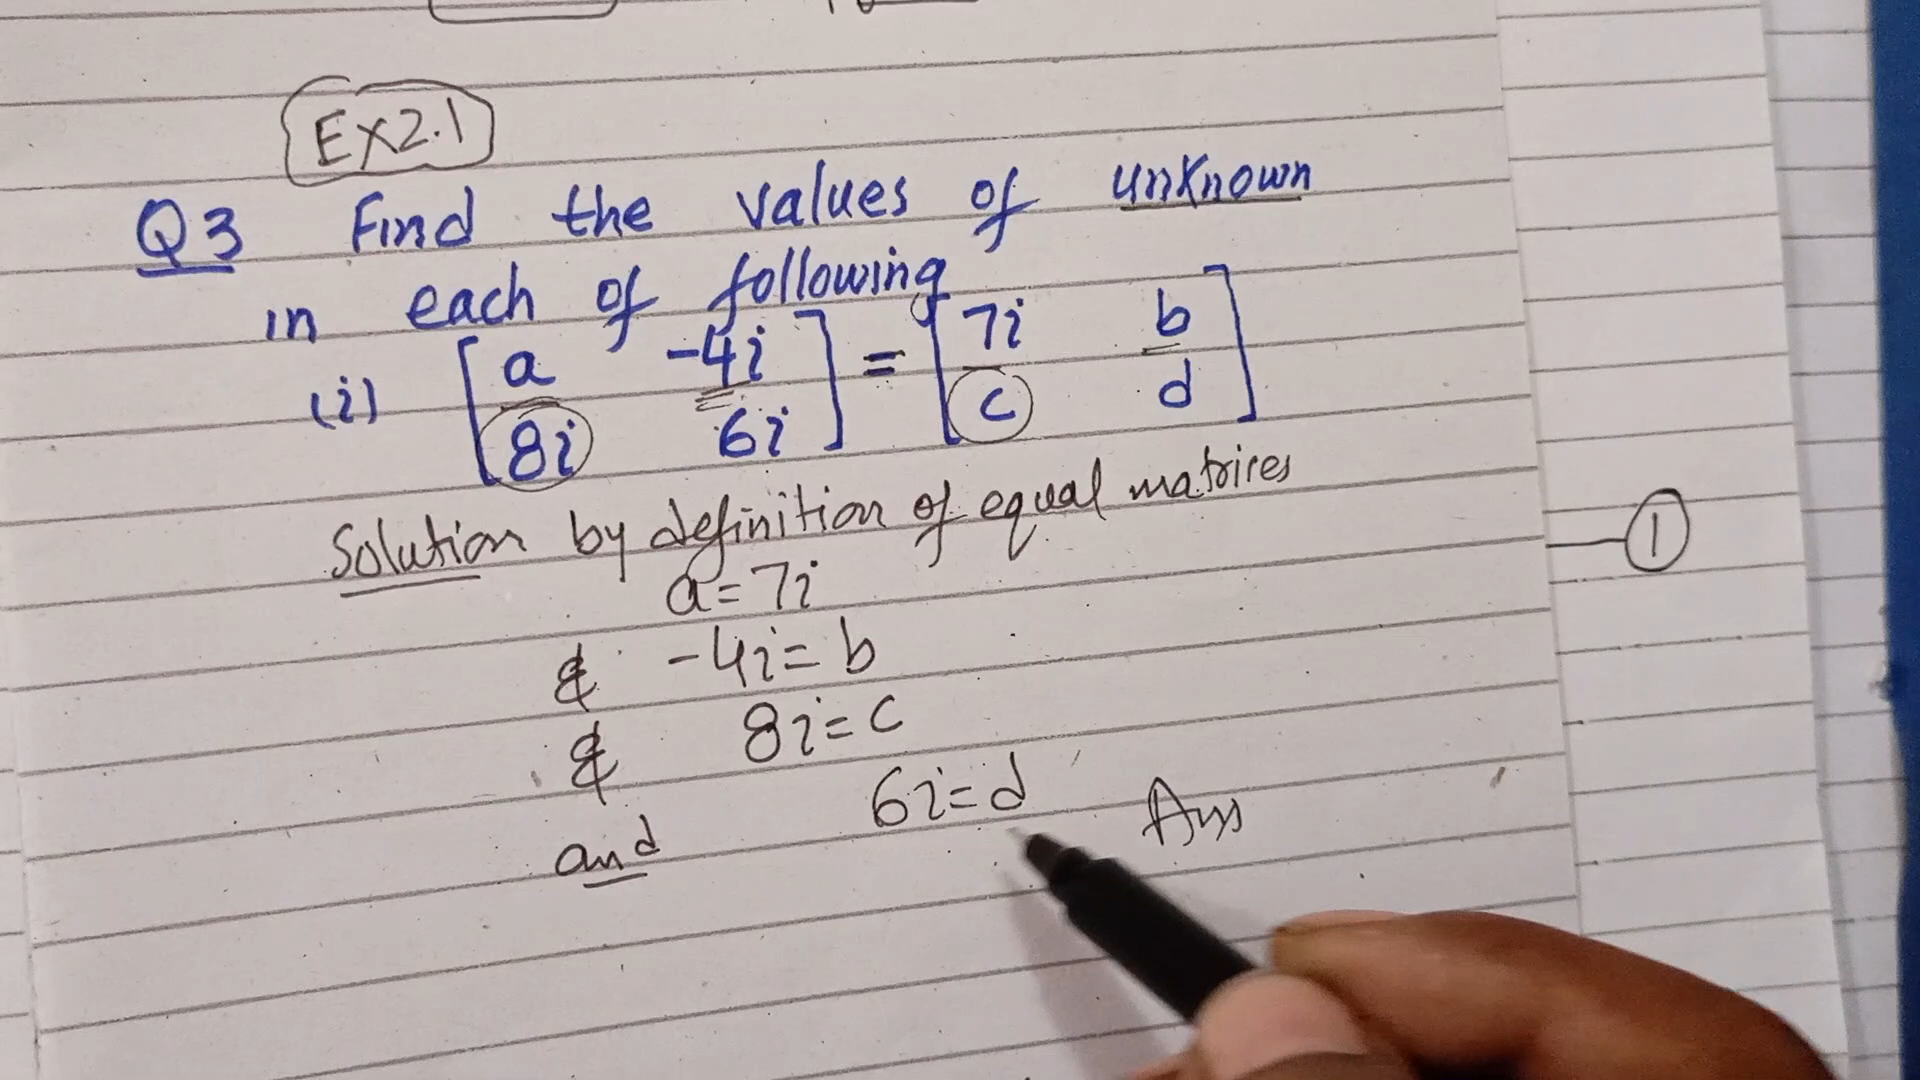 EX2.1
Q3 Find the values of unknown
in each of following
(i) [a -4i] = [7i b]
[8i 6i] [c d]
Solution by definition of equal matrices
1
a=7i
& -4i=b
& 8i=c
and 6i=d Ans